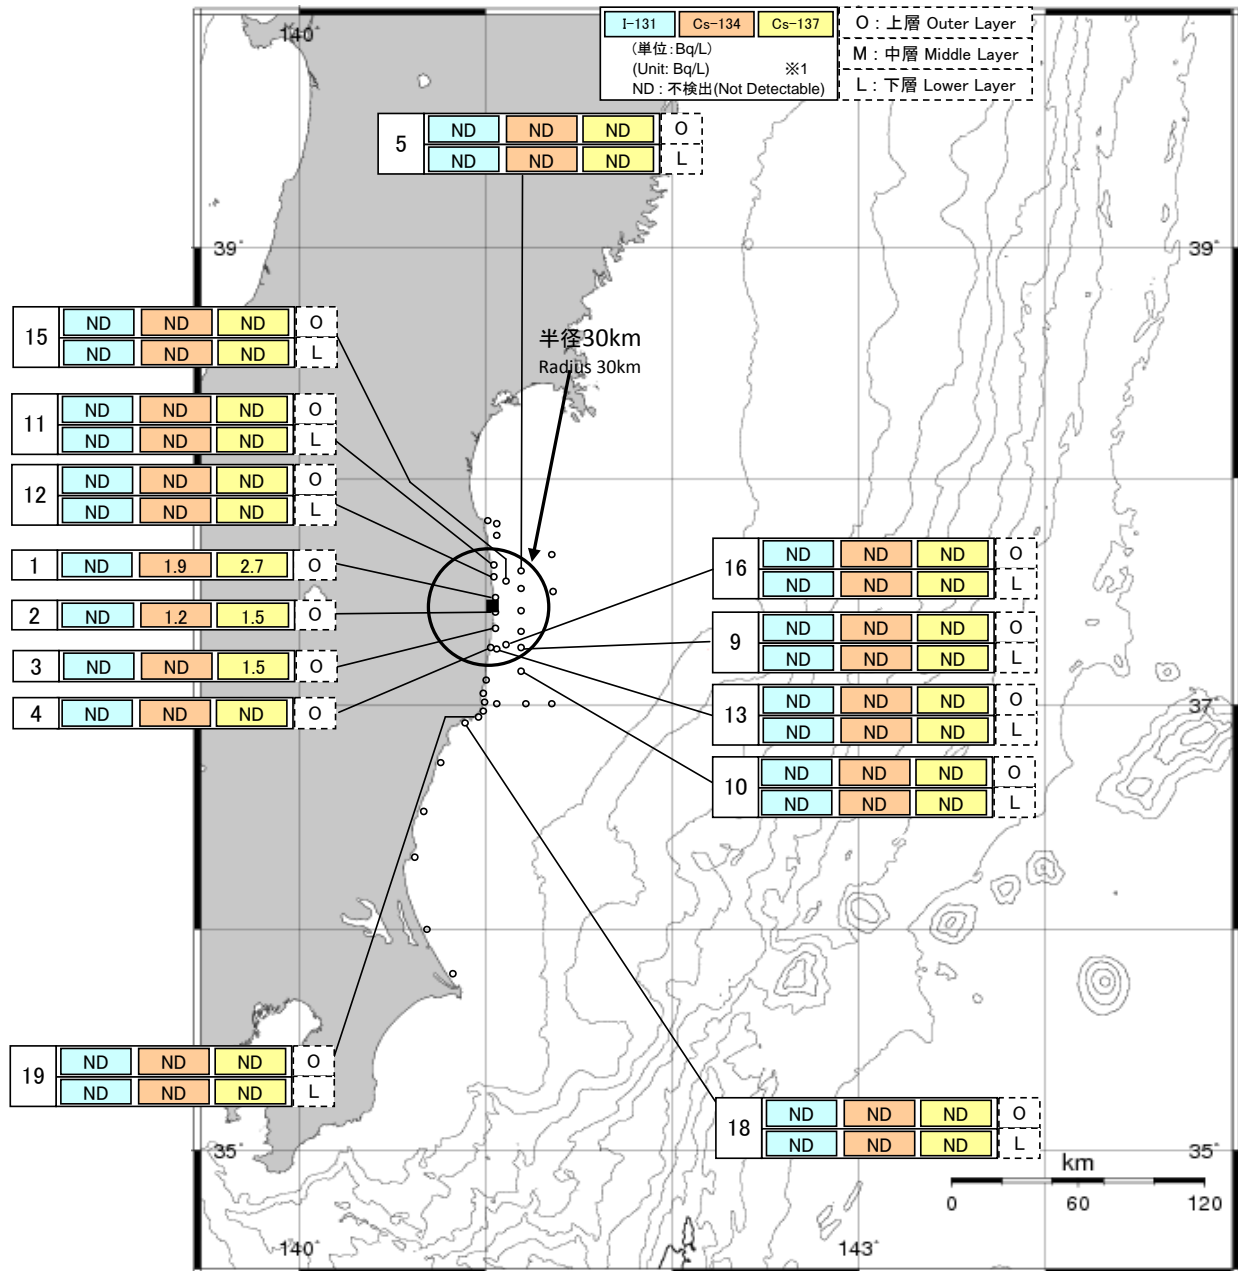 140°
I-131 Cs-134 Cs-137
(単位:Bq/L)
(Unit: Bq/L) ※1
ND : 不検出(Not Detectable)
O : 上層 Outer Layer
M : 中層 Middle Layer
L : 下層 Lower Layer
5
ND ND ND O
ND ND ND L
39° 39°
15
ND ND ND O
ND ND ND L
半径30km
Radius 30km
11
ND ND ND O
ND ND ND L
12
ND ND ND O
ND ND ND L
1 ND 1.9 2.7 O
2 ND 1.2 1.5 O
3 ND ND 1.5 O
4 ND ND ND O
16
ND ND ND O
ND ND ND L
9
ND ND ND O
ND ND ND L
13
ND ND ND O
ND ND ND L
37°
10
ND ND ND O
ND ND ND L
19
ND ND ND O
ND ND ND L
18
ND ND ND O
ND ND ND L
35° 35°
km
0 60 120
140° 143°